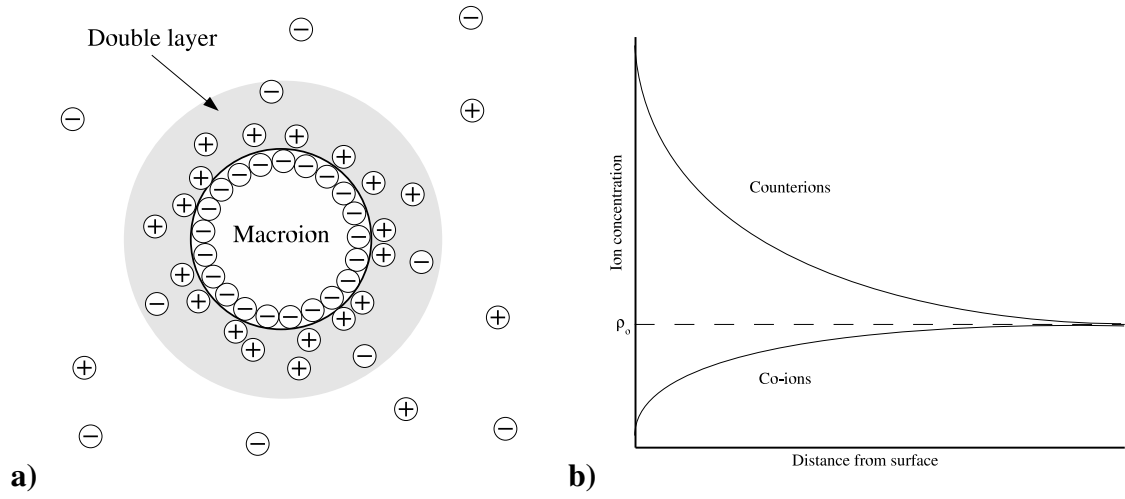 Double layer
Macroion
a)
Ion concentration
Counterions
ρo
Co-ions
Distance from surface
b)